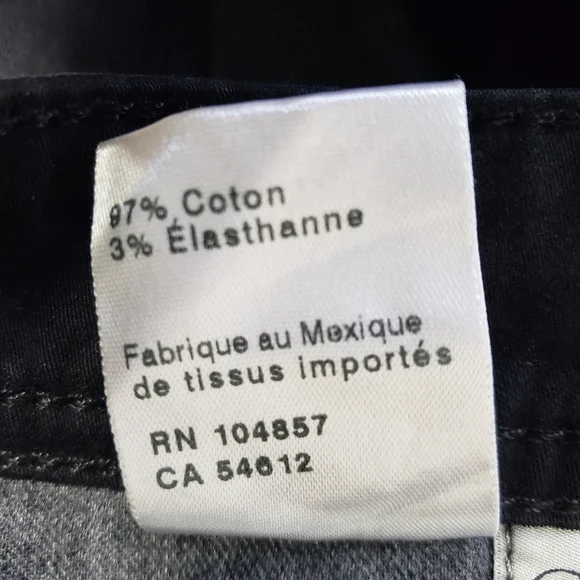 97% Coton
3% Élasthanne
Fabrique au Mexique
de tissus importés
RN 104857
CA 54612